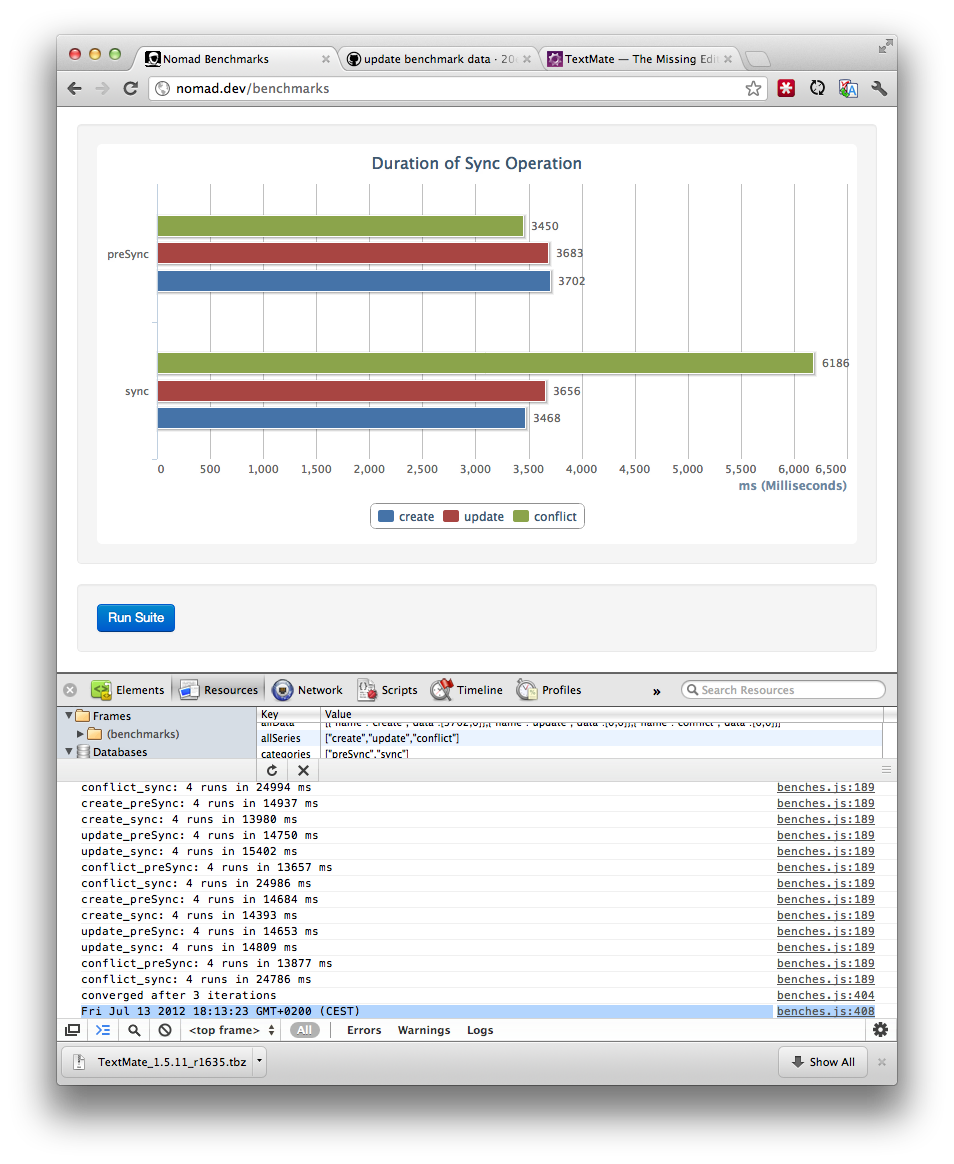 Nomad Benchmarks
update benchmark data · 20
TextMate — The Missing Edi
nomad.dev/benchmarks
Duration of Sync Operation
preSync
3450
3683
3702
sync
6186
3656
3468
0 500 1,000 1,500 2,000 2,500 3,000 3,500 4,000 4,500 5,000 5,500 6,000 6,500
ms (Milliseconds)
create update conflict
Run Suite
Elements Resources Network Scripts Timeline Profiles » Search Resources
Frames
(benchmarks)
Databases
Key Value
allData [{"name":"create","data":[3702,0]},{"name":"update","data":[0,0]},{"name":"conflict","data":[0,0]}]
allSeries ["create","update","conflict"]
categories ["preSync","sync"]
conflict_sync: 4 runs in 24994 ms benches.js:189
create_preSync: 4 runs in 14937 ms benches.js:189
create_sync: 4 runs in 13980 ms benches.js:189
update_preSync: 4 runs in 14750 ms benches.js:189
update_sync: 4 runs in 15402 ms benches.js:189
conflict_preSync: 4 runs in 13657 ms benches.js:189
conflict_sync: 4 runs in 24986 ms benches.js:189
create_preSync: 4 runs in 14684 ms benches.js:189
create_sync: 4 runs in 14393 ms benches.js:189
update_preSync: 4 runs in 14653 ms benches.js:189
update_sync: 4 runs in 14809 ms benches.js:189
conflict_preSync: 4 runs in 13877 ms benches.js:189
conflict_sync: 4 runs in 24786 ms benches.js:189
converged after 3 iterations benches.js:404
Fri Jul 13 2012 18:13:23 GMT+0200 (CEST) benches.js:408
<top frame> All Errors Warnings Logs
TextMate_1.5.11_r1635.tbz Show All